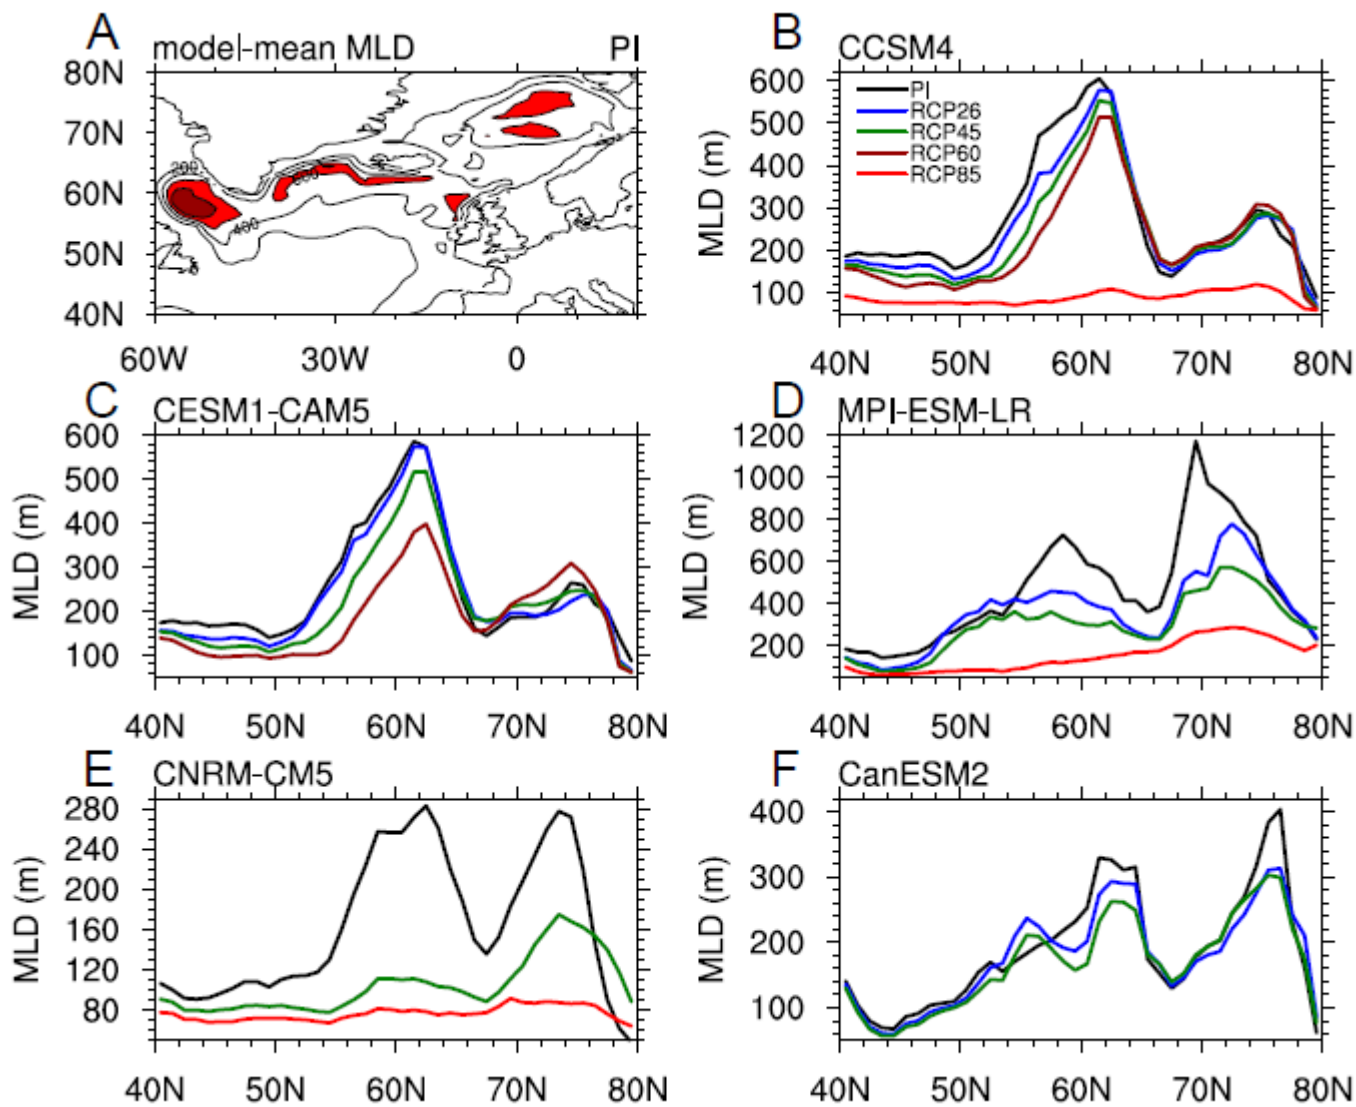 A
model-mean MLD PI
80N
70N
60N
50N
40N
60W 30W 0
200
400
B
CCSM4
PI
RCP26
RCP45
RCP60
RCP85
MLD (m)
600
500
400
300
200
100
40N 50N 60N 70N 80N
C
CESM1-CAM5
MLD (m)
600
500
400
300
200
100
40N 50N 60N 70N 80N
D
MPI-ESM-LR
MLD (m)
1200
1000
800
600
400
200
40N 50N 60N 70N 80N
E
CNRM-CM5
MLD (m)
280
240
200
160
120
80
40N 50N 60N 70N 80N
F
CanESM2
MLD (m)
400
300
200
100
40N 50N 60N 70N 80N